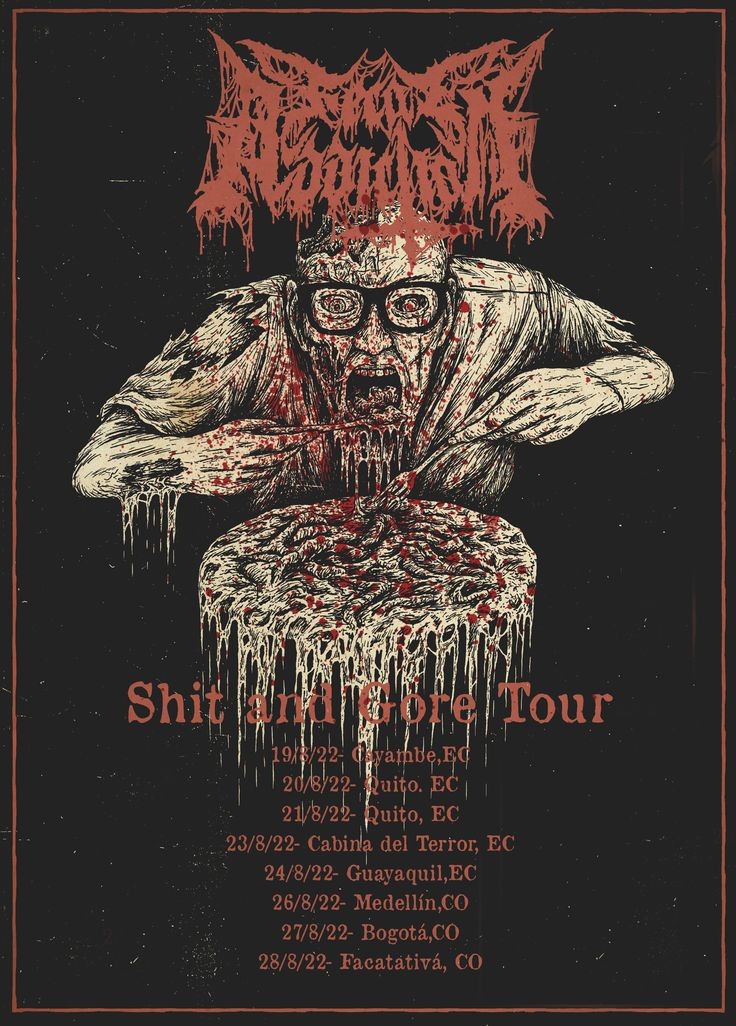 Shit and Gore Tour
19/8/22- Cayambe,EC
20/8/22- Quito. EC
21/8/22- Quito, EC
23/8/22- Cabina del Terror, EC
24/8/22- Guayaquil,EC
26/8/22- Medellín,CO
27/8/22- Bogotá,CO
28/8/22- Facatativá, CO